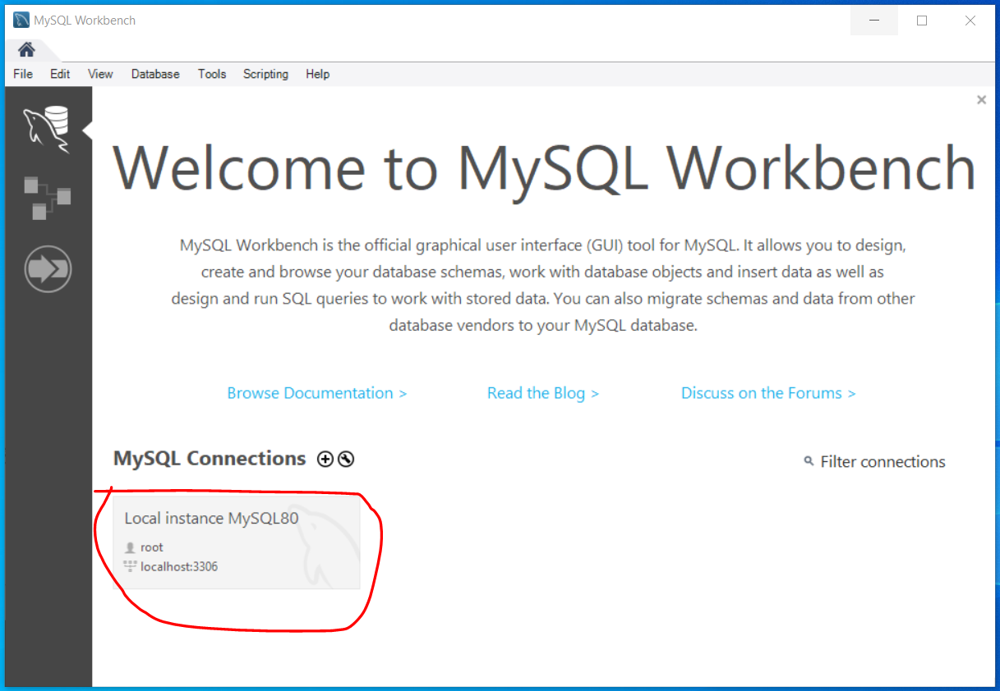 MySQL Workbench
File Edit View Database Tools Scripting Help
Welcome to MySQL Workbench
MySQL Workbench is the official graphical user interface (GUI) tool for MySQL. It allows you to design,
create and browse your database schemas, work with database objects and insert data as well as
design and run SQL queries to work with stored data. You can also migrate schemas and data from other
database vendors to your MySQL database.
Browse Documentation > Read the Blog > Discuss on the Forums >
MySQL Connections Filter connections
Local instance MySQL80
root
localhost:3306